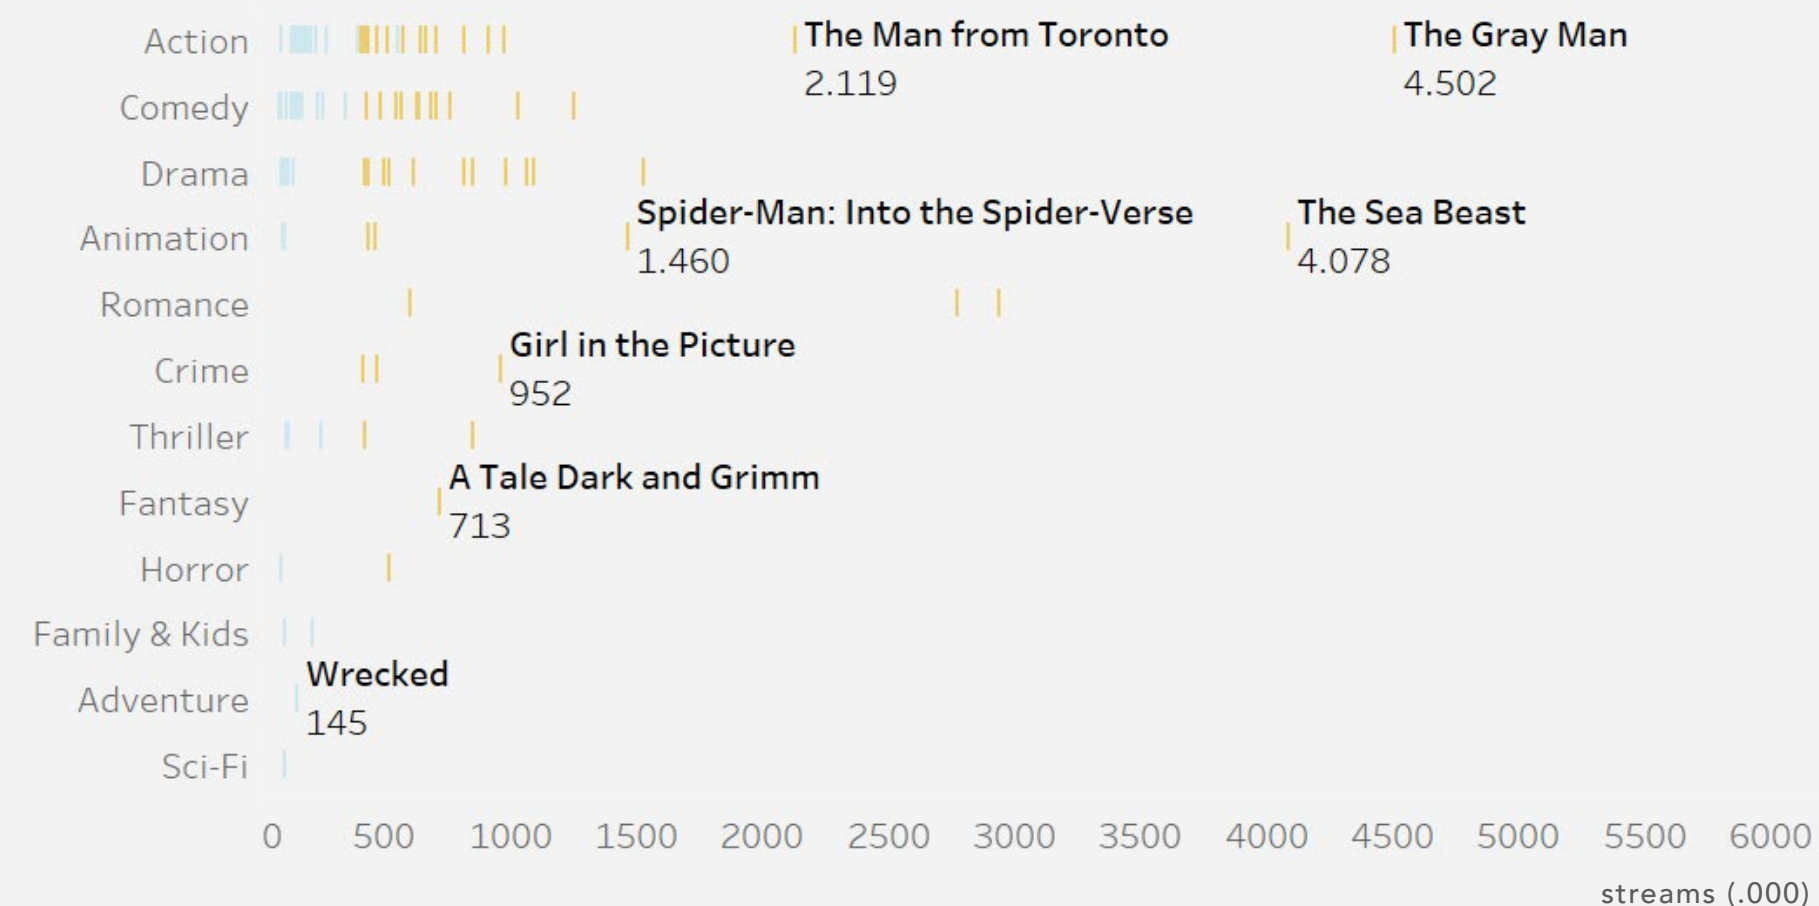 Action
The Man from Toronto
2.119
The Gray Man
4.502
Comedy
Drama
Animation
Spider-Man: Into the Spider-Verse
1.460
The Sea Beast
4.078
Romance
Crime
Girl in the Picture
952
Thriller
Fantasy
A Tale Dark and Grimm
713
Horror
Family & Kids
Adventure
Wrecked
145
Sci-Fi
0 500 1000 1500 2000 2500 3000 3500 4000 4500 5000 5500 6000
streams (.000)